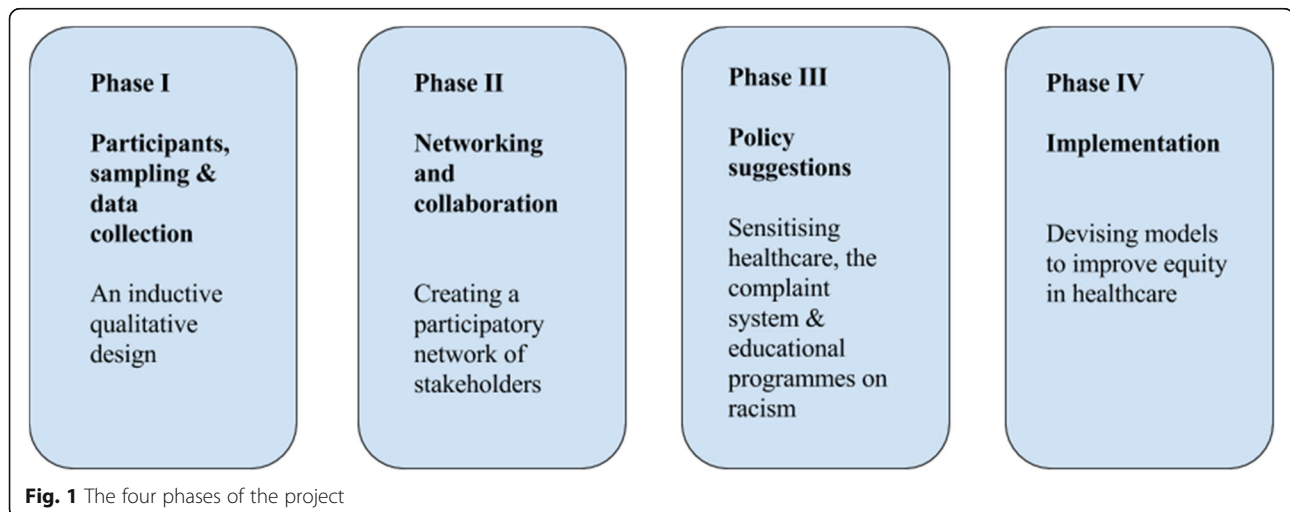 Phase I
Participants,
sampling &
data
collection
An inductive
qualitative
design
Phase II
Networking
and
collaboration
Creating a
participatory
network of
stakeholders
Phase III
Policy
suggestions
Sensitising
healthcare, the
complaint
system &
educational
programmes on
racism
Phase IV
Implementation
Devising models
to improve equity
in healthcare
Fig. 1 The four phases of the project